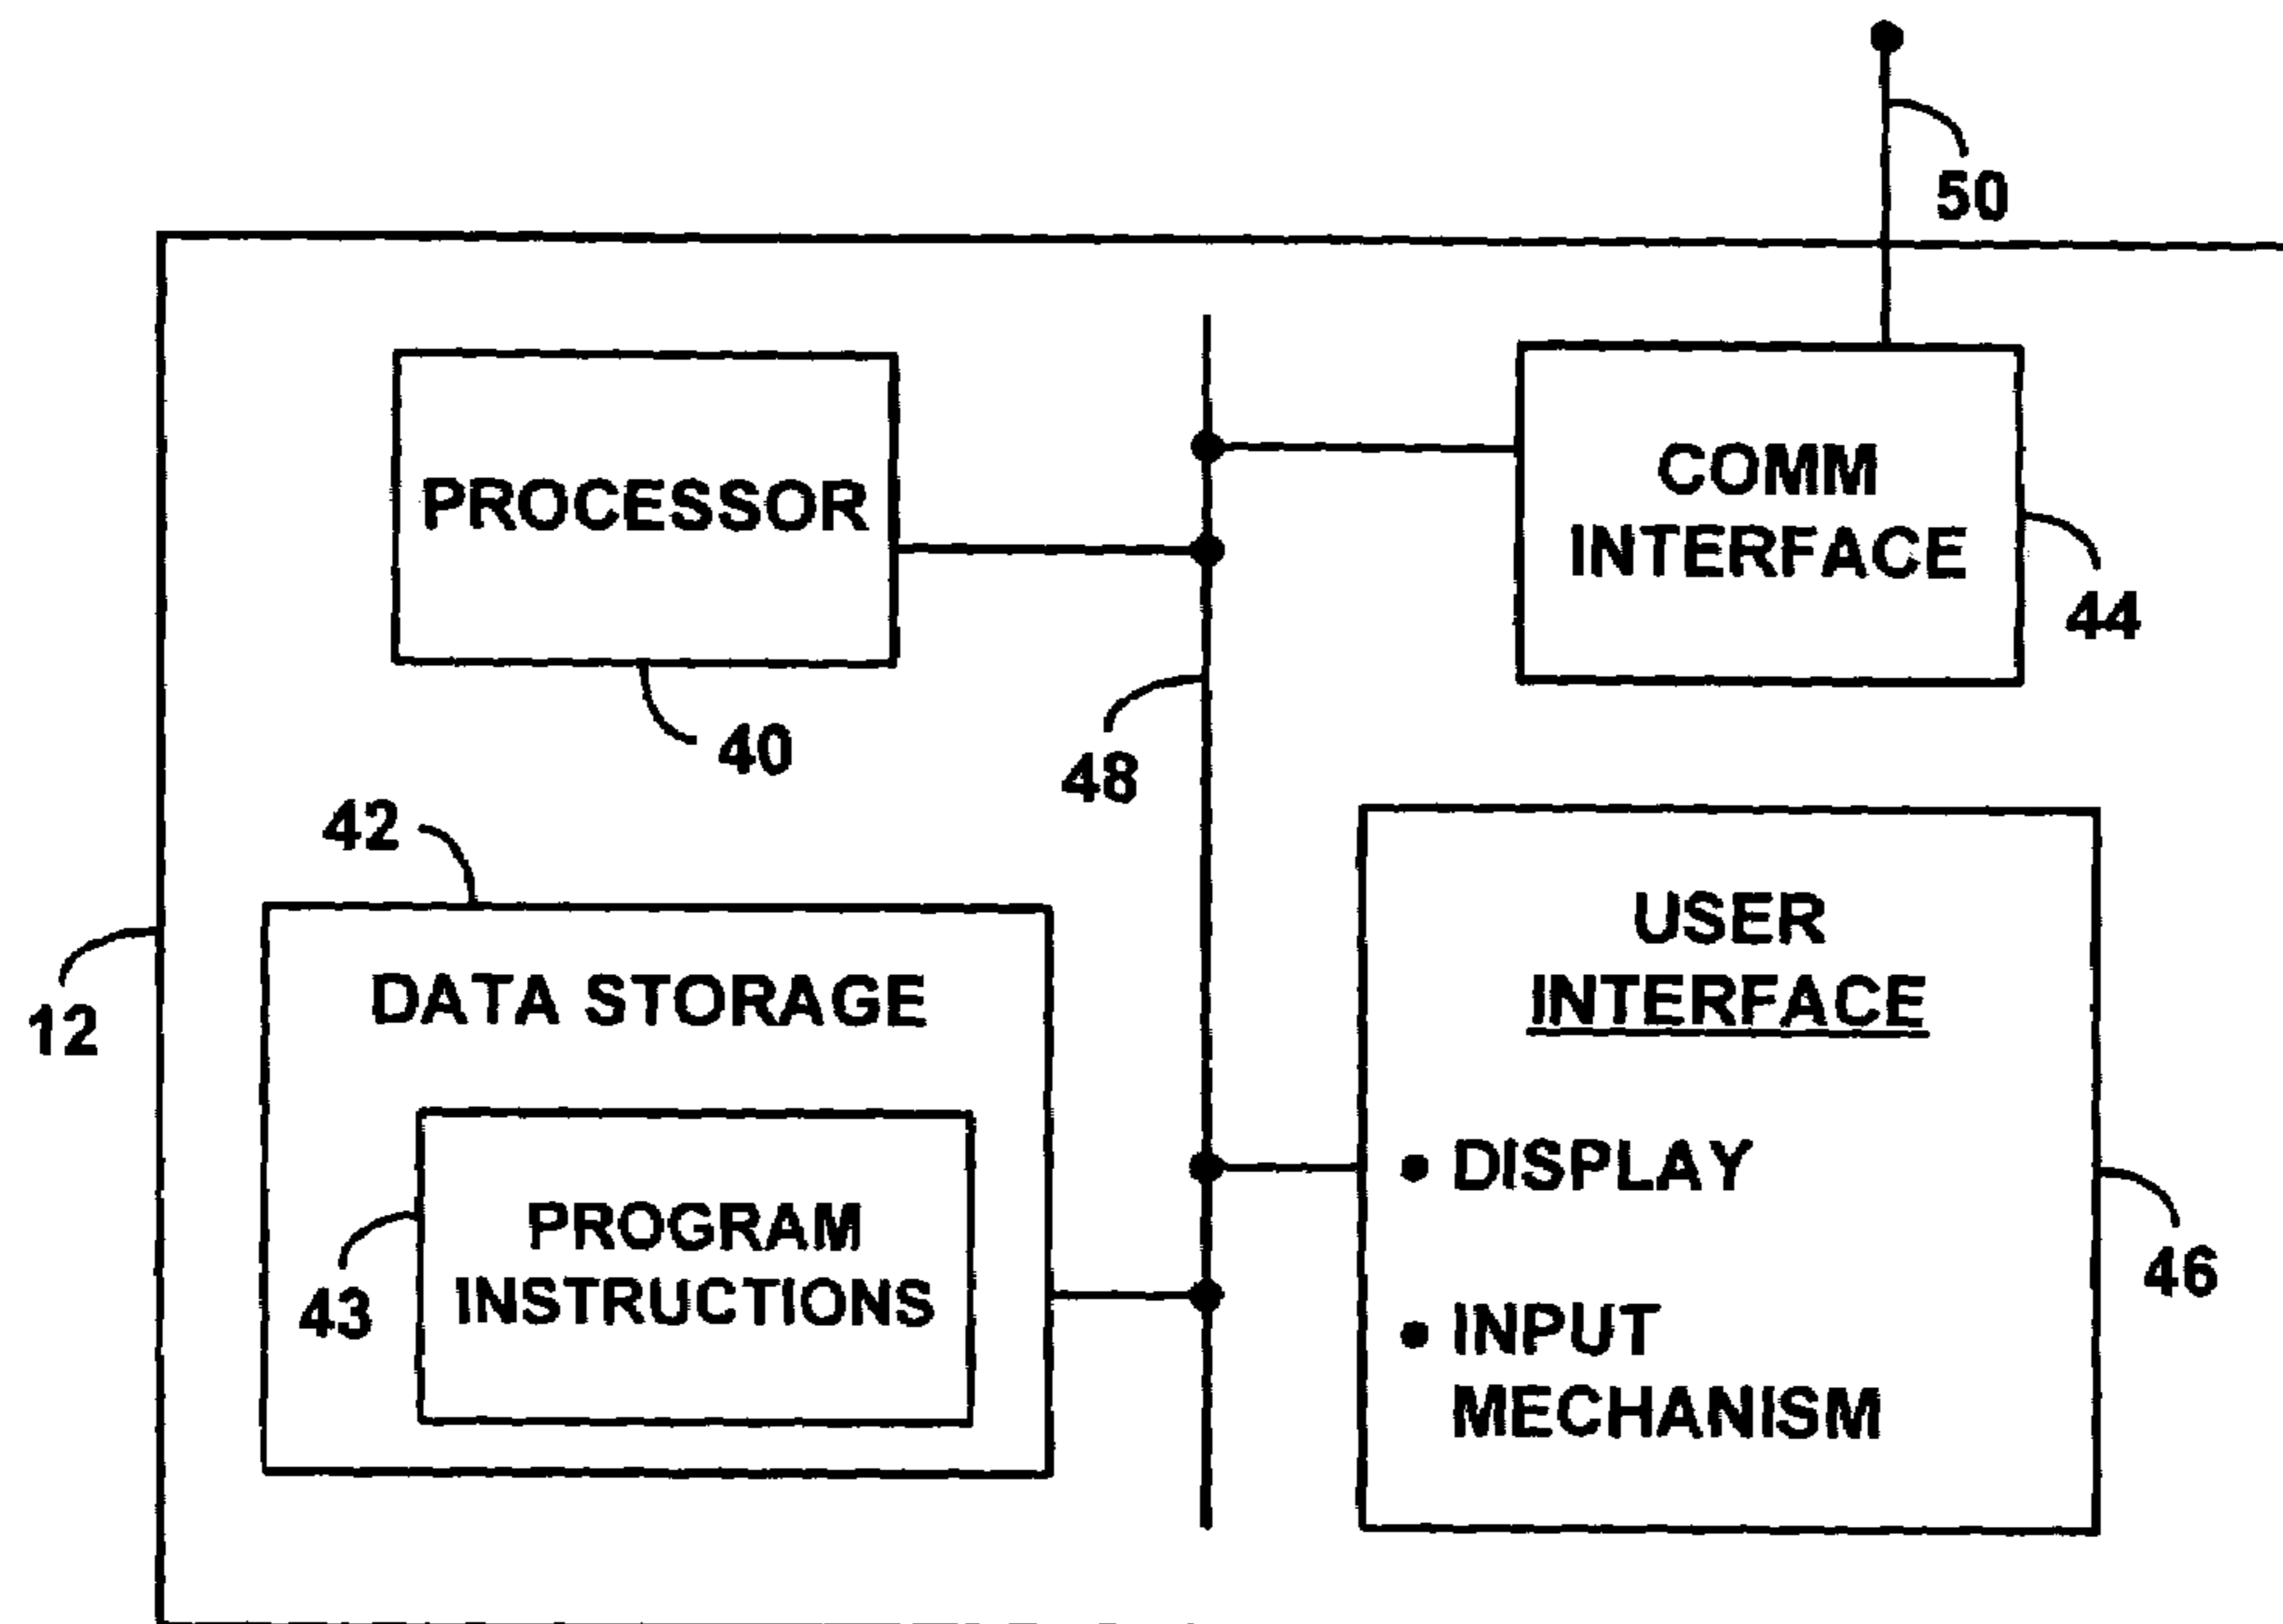 50
PROCESSOR
40
COMM
INTERFACE
44
48
42
DATA STORAGE
12
PROGRAM
INSTRUCTIONS
43
USER
INTERFACE
• DISPLAY
• INPUT
MECHANISM
46